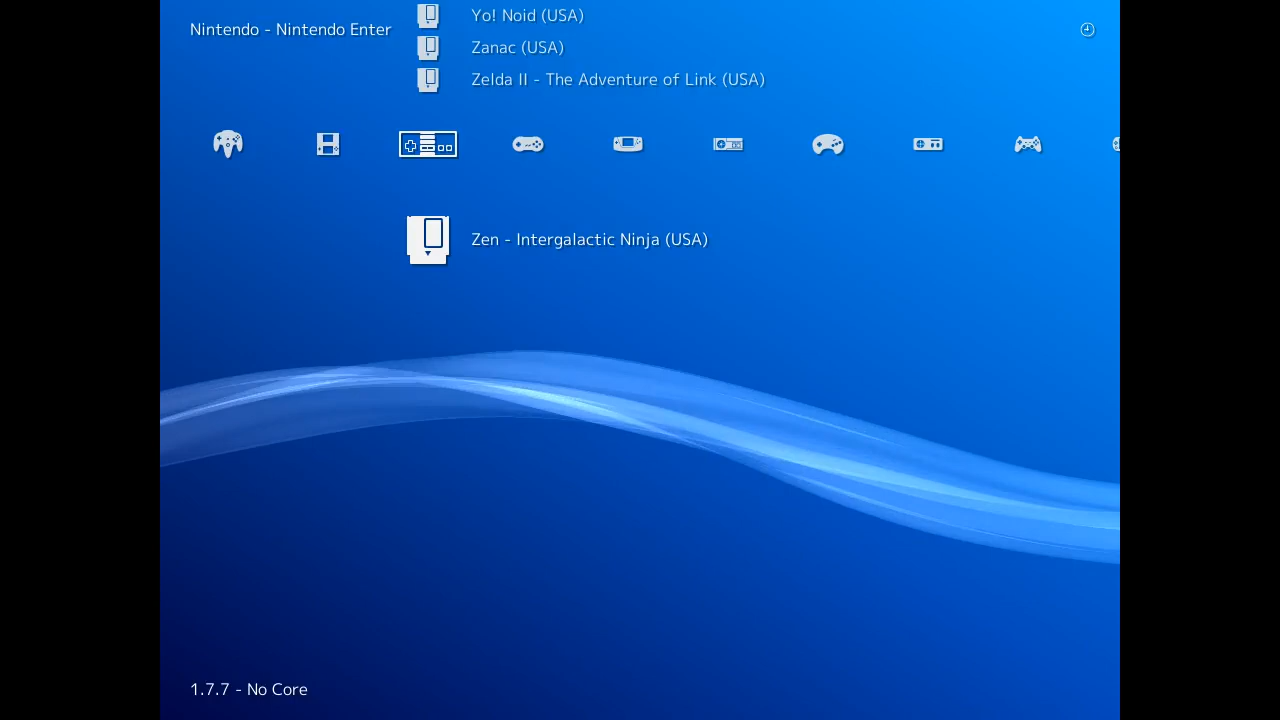 Nintendo - Nintendo Enter
Yo! Noid (USA)
Zanac (USA)
Zelda II - The Adventure of Link (USA)
Zen - Intergalactic Ninja (USA)
1.7.7 - No Core